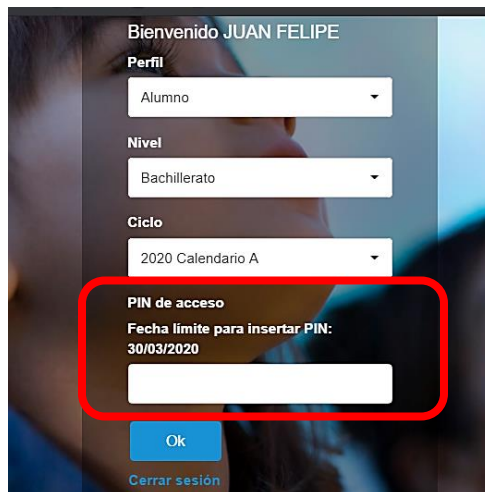 Bienvenido JUAN FELIPE
Perfil
Alumno
Nivel
Bachillerato
Ciclo
2020 Calendario A
PIN de acceso
Fecha límite para insertar PIN:
30/03/2020
Ok
Cerrar sesión